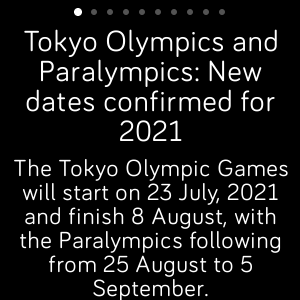 Tokyo Olympics and
Paralympics: New
dates confirmed for
2021
The Tokyo Olympic Games
will start on 23 July, 2021
and finish 8 August, with
the Paralympics following
from 25 August to 5
September.